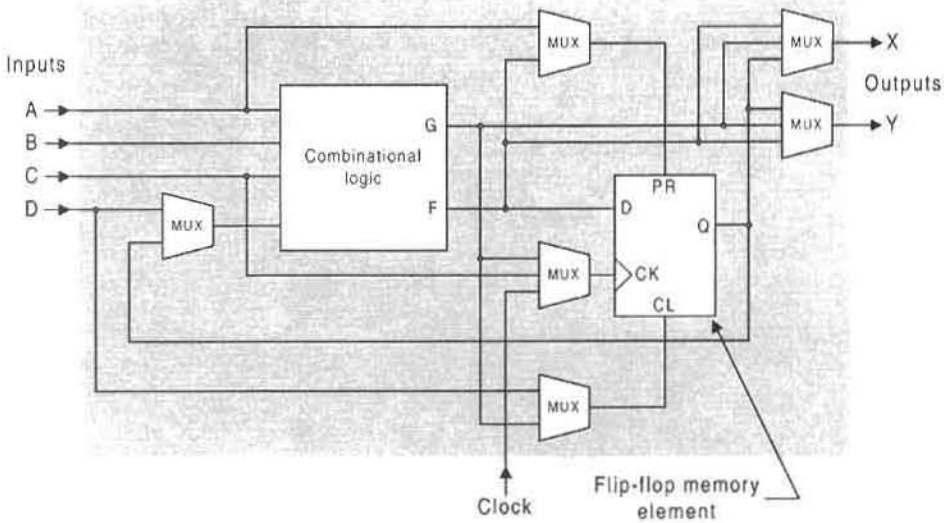 Inputs
A
B
C
D
MUX
Combinational
logic
G
F
MUX
MUX
MUX
PR
D
Q
CK
CL
MUX
MUX
X
Outputs
Y
Clock
Flip-flop memory
element